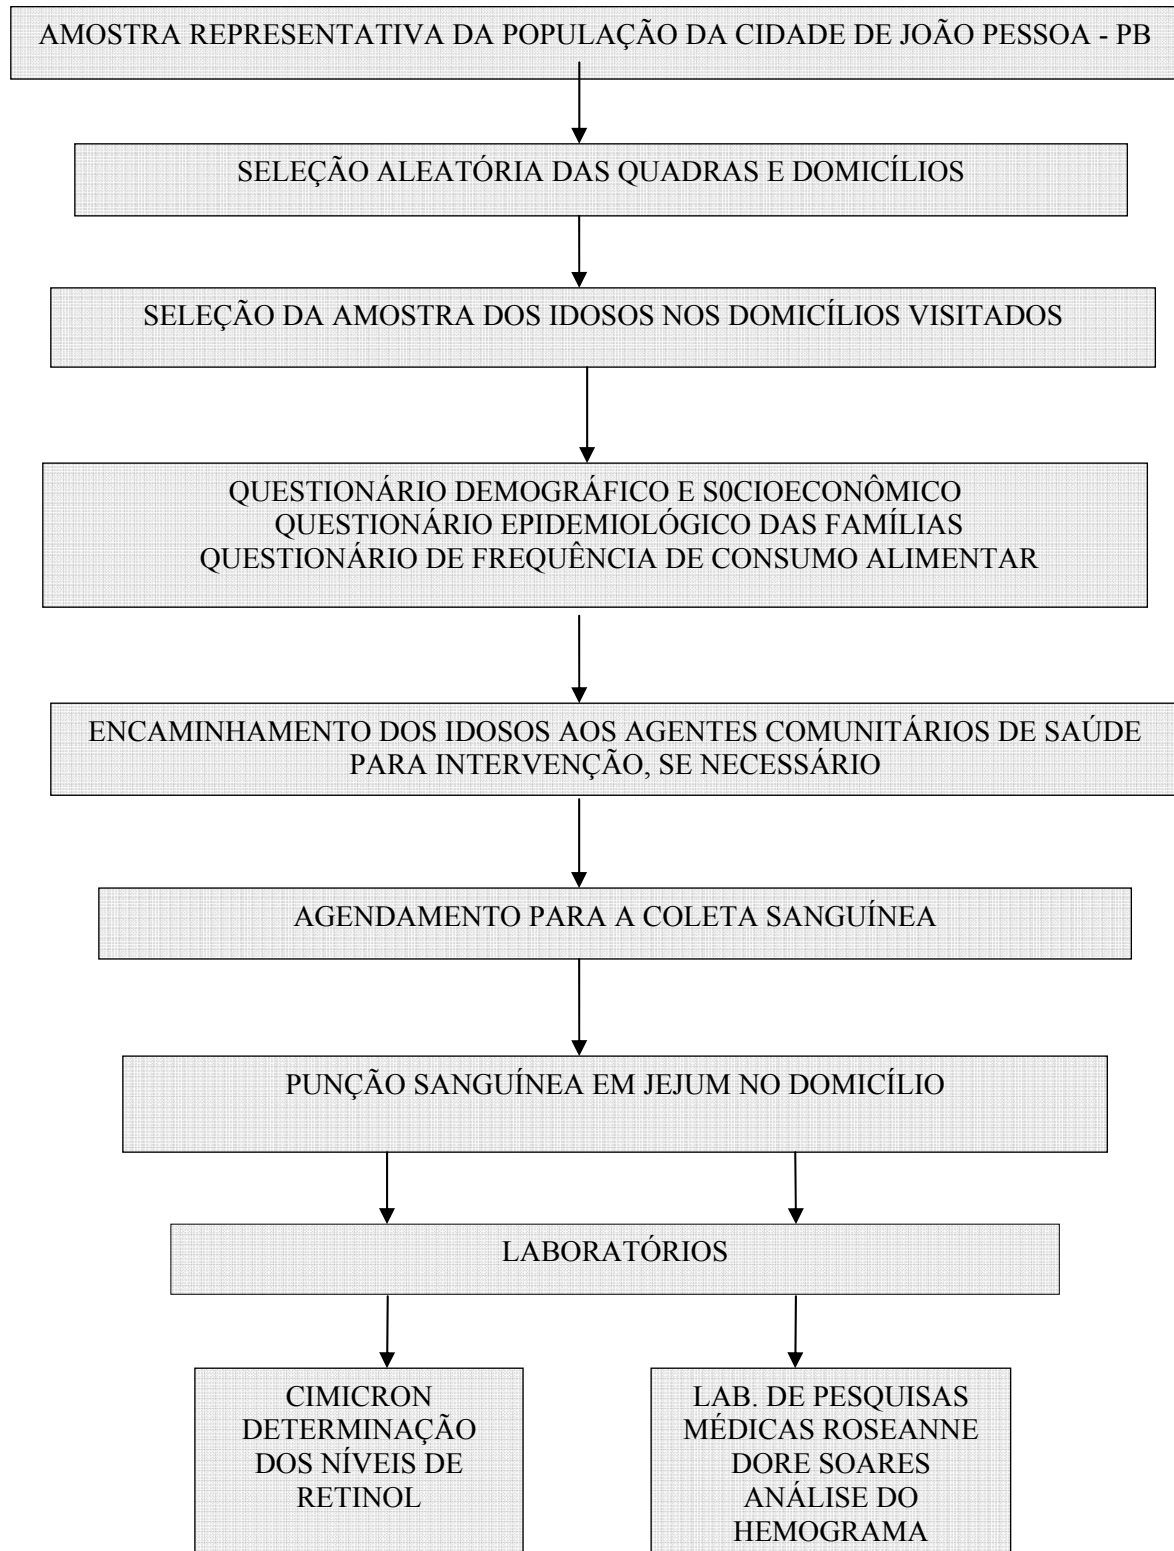 AMOSTRA REPRESENTATIVA DA POPULAÇÃO DA CIDADE DE JOÃO PESSOA - PB
SELEÇÃO ALEATÓRIA DAS QUADRAS E DOMICÍLIOS
SELEÇÃO DA AMOSTRA DOS IDOSOS NOS DOMICÍLIOS VISITADOS
QUESTIONÁRIO DEMOGRÁFICO E S0CIOECONÔMICO
QUESTIONÁRIO EPIDEMIOLÓGICO DAS FAMÍLIAS
QUESTIONÁRIO DE FREQUÊNCIA DE CONSUMO ALIMENTAR
ENCAMINHAMENTO DOS IDOSOS AOS AGENTES COMUNITÁRIOS DE SAÚDE
PARA INTERVENÇÃO, SE NECESSÁRIO
AGENDAMENTO PARA A COLETA SANGUÍNEA
PUNÇÃO SANGUÍNEA EM JEJUM NO DOMICÍLIO
LABORATÓRIOS
CIMICRON
DETERMINAÇÃO
DOS NÍVEIS DE
RETINOL
LAB. DE PESQUISAS
MÉDICAS ROSEANNE
DORE SOARES
ANÁLISE DO
HEMOGRAMA